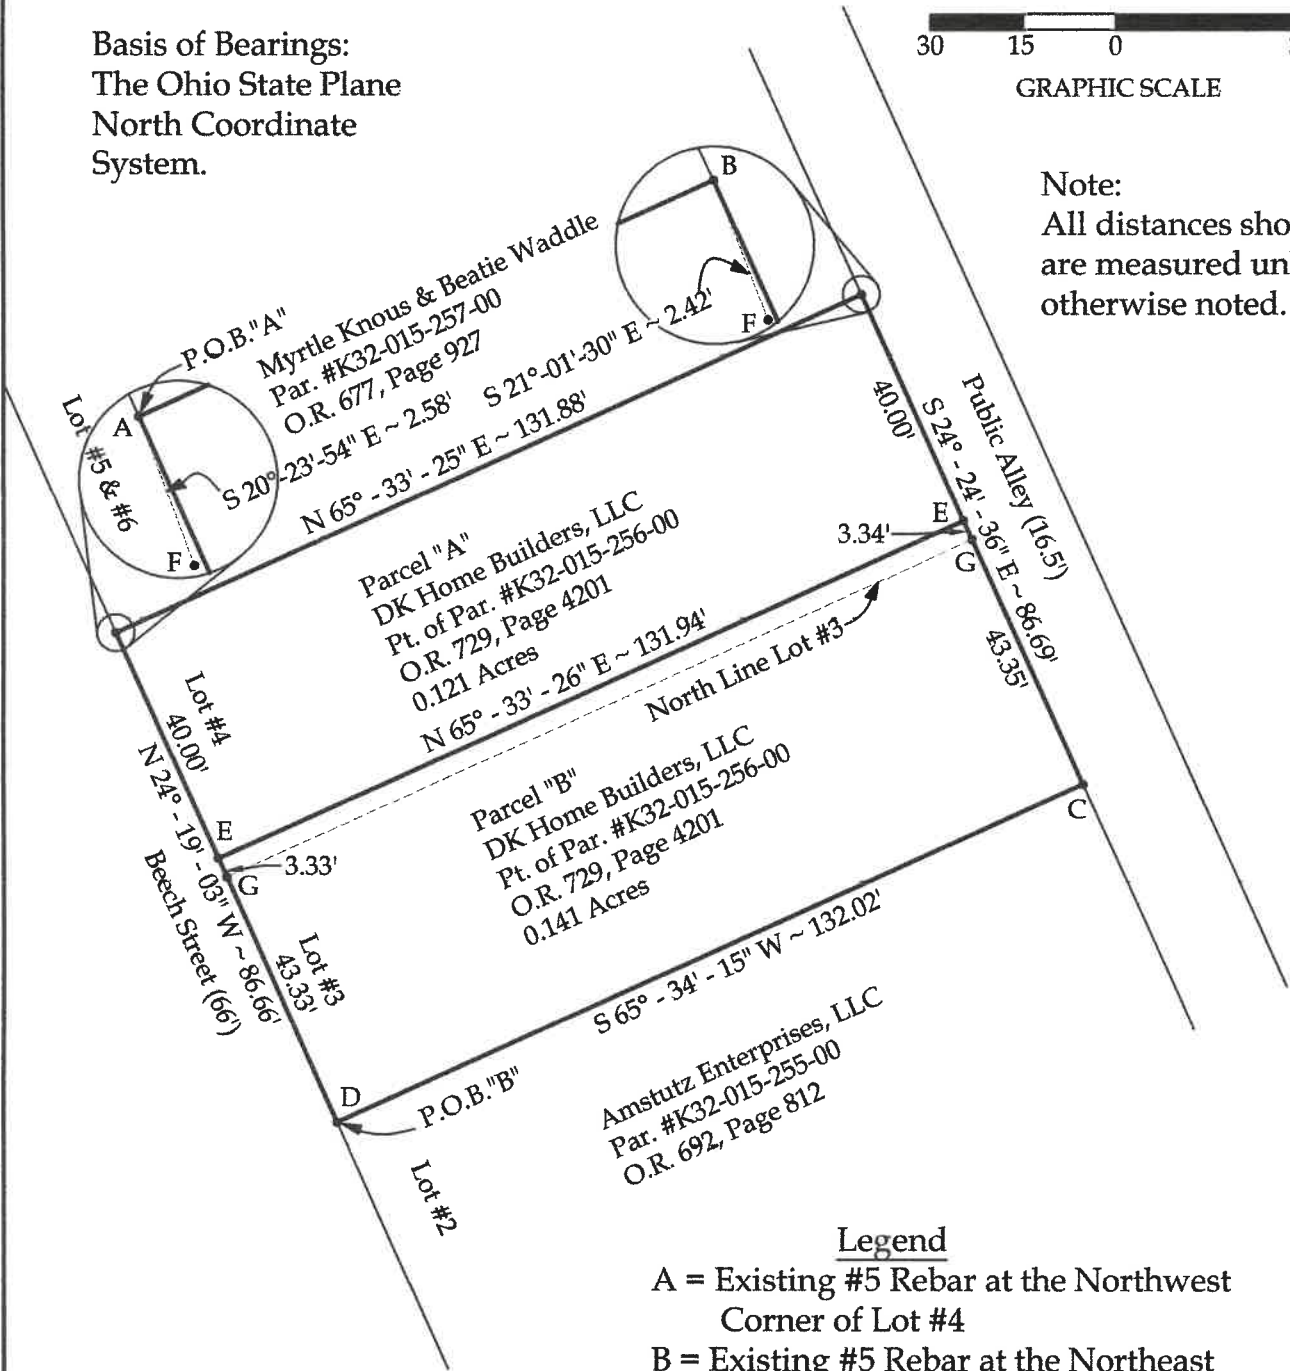 Basis of Bearings:
The Ohio State Plane
North Coordinate
System.
30 15 0
GRAPHIC SCALE
Note:
All distances sho
are measured un
otherwise noted.
B
F
P.O.B."A"
A
F
Lot #5 & #6
Myrtle Knous & Beatie Waddle
Par. #K32-015-257-00
O.R. 677, Page 927
S 20°-23'-54" E ~ 2.58'
S 21°-01'-30" E ~ 2.42'
N 65° - 33' - 25" E ~ 131.88'
40.00'
S 24° - 24' - 36" E ~ 86.69'
Public Alley (16.5')
Parcel "A"
DK Home Builders, LLC
Pt. of Par. #K32-015-256-00
O.R. 729, Page 4201
0.121 Acres
E
3.34'
G
43.35'
N 65° - 33' - 26" E ~ 131.94'
North Line Lot #3
Lot #4
40.00'
N 24° - 19' - 03" W ~ 86.66'
Beech Street (66')
E
3.33'
G
Lot #3
43.33'
Parcel "B"
DK Home Builders, LLC
Pt. of Par. #K32-015-256-00
O.R. 729, Page 4201
0.141 Acres
C
S 65° - 34' - 15" W ~ 132.02'
D
P.O.B."B"
Amstutz Enterprises, LLC
Par. #K32-015-255-00
O.R. 692, Page 812
Lot #2
Legend
A = Existing #5 Rebar at the Northwest
Corner of Lot #4
B = Existing #5 Rebar at the Northeast